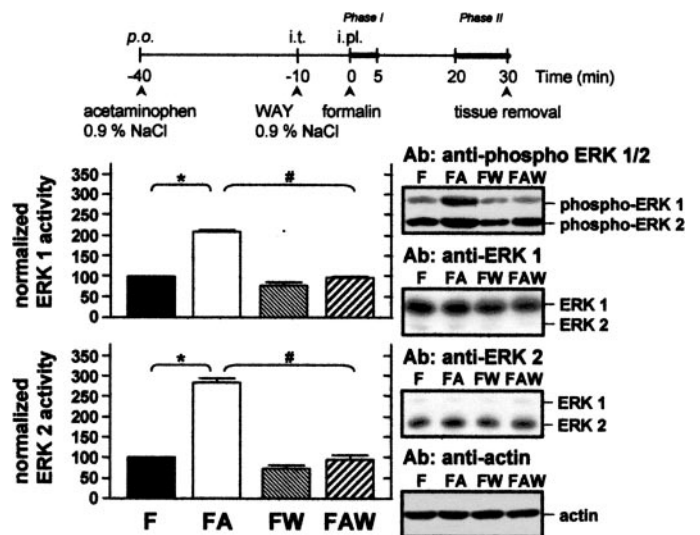 Phase I Phase II
p.o. i.t. i.pl.
-40 -10 0 5 20 30 Time (min)
acetaminophen WAY formalin tissue removal
0.9 % NaCl 0.9 % NaCl
normalized
ERK 1 activity
350
300
250
200
150
100
50
0
* #
normalized
ERK 2 activity
350
300
250
200
150
100
50
0
* #
F FA FW FAW
Ab: anti-phospho ERK 1/2
F FA FW FAW
phospho-ERK 1
phospho-ERK 2
Ab: anti-ERK 1
F FA FW FAW
ERK 1
ERK 2
Ab: anti-ERK 2
F FA FW FAW
ERK 1
ERK 2
Ab: anti-actin
F FA FW FAW
actin